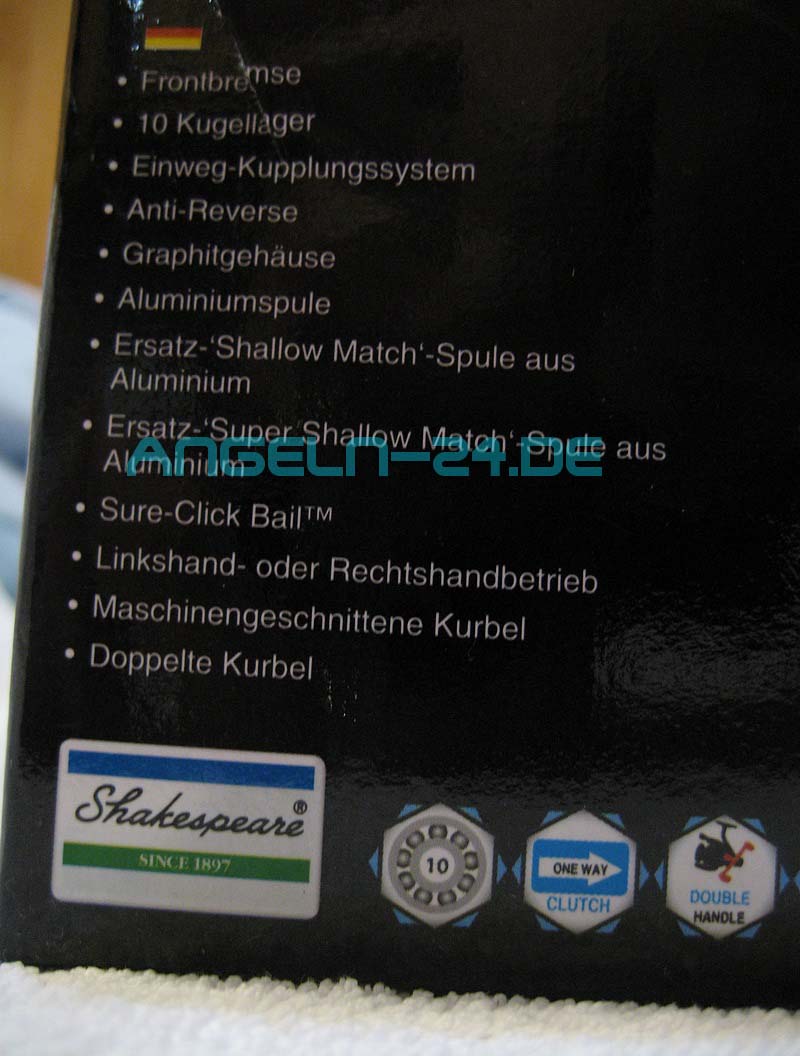 • Frontbremse
• 10 Kugellager
• Einweg-Kupplungssystem
• Anti-Reverse
• Graphitgehäuse
• Aluminiumspule
• Ersatz-‘Shallow Match‘-Spule aus
Aluminium
• Ersatz-‘Super Shallow Match‘-Spule aus
Aluminium
ANGELN-24.DE
• Sure-Click Bail™
• Linkshand- oder Rechtshandbetrieb
• Maschinengeschnittene Kurbel
• Doppelte Kurbel
Shakespeare®
SINCE 1897
10
ONE WAY
CLUTCH
DOUBLE
HANDLE